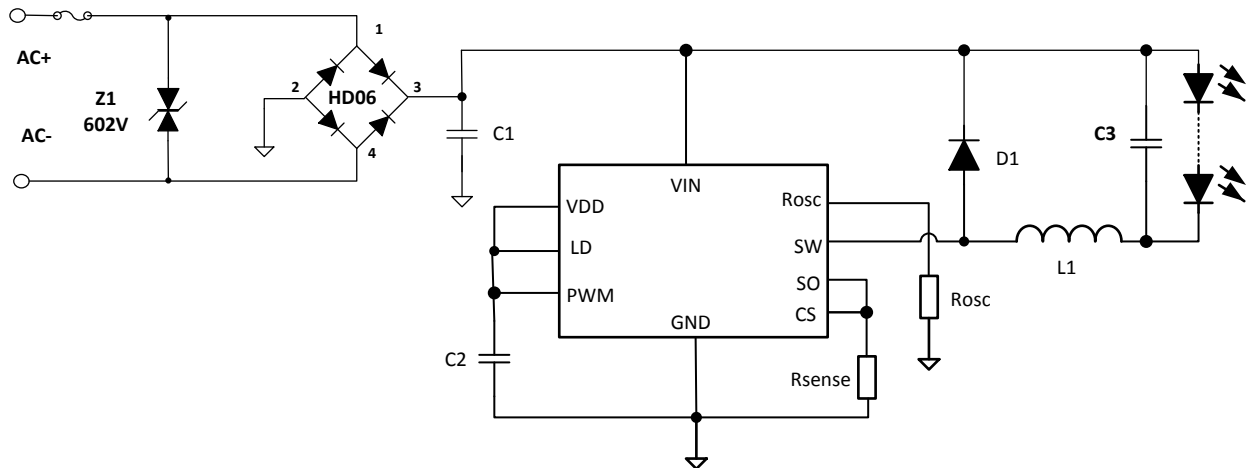 AC+
AC-
Z1
602V
1
2
HD06
3
4
C1
VIN
VDD
LD
PWM
GND
Rosc
SW
SO
CS
C2
Rsense
Rosc
D1
L1
C3